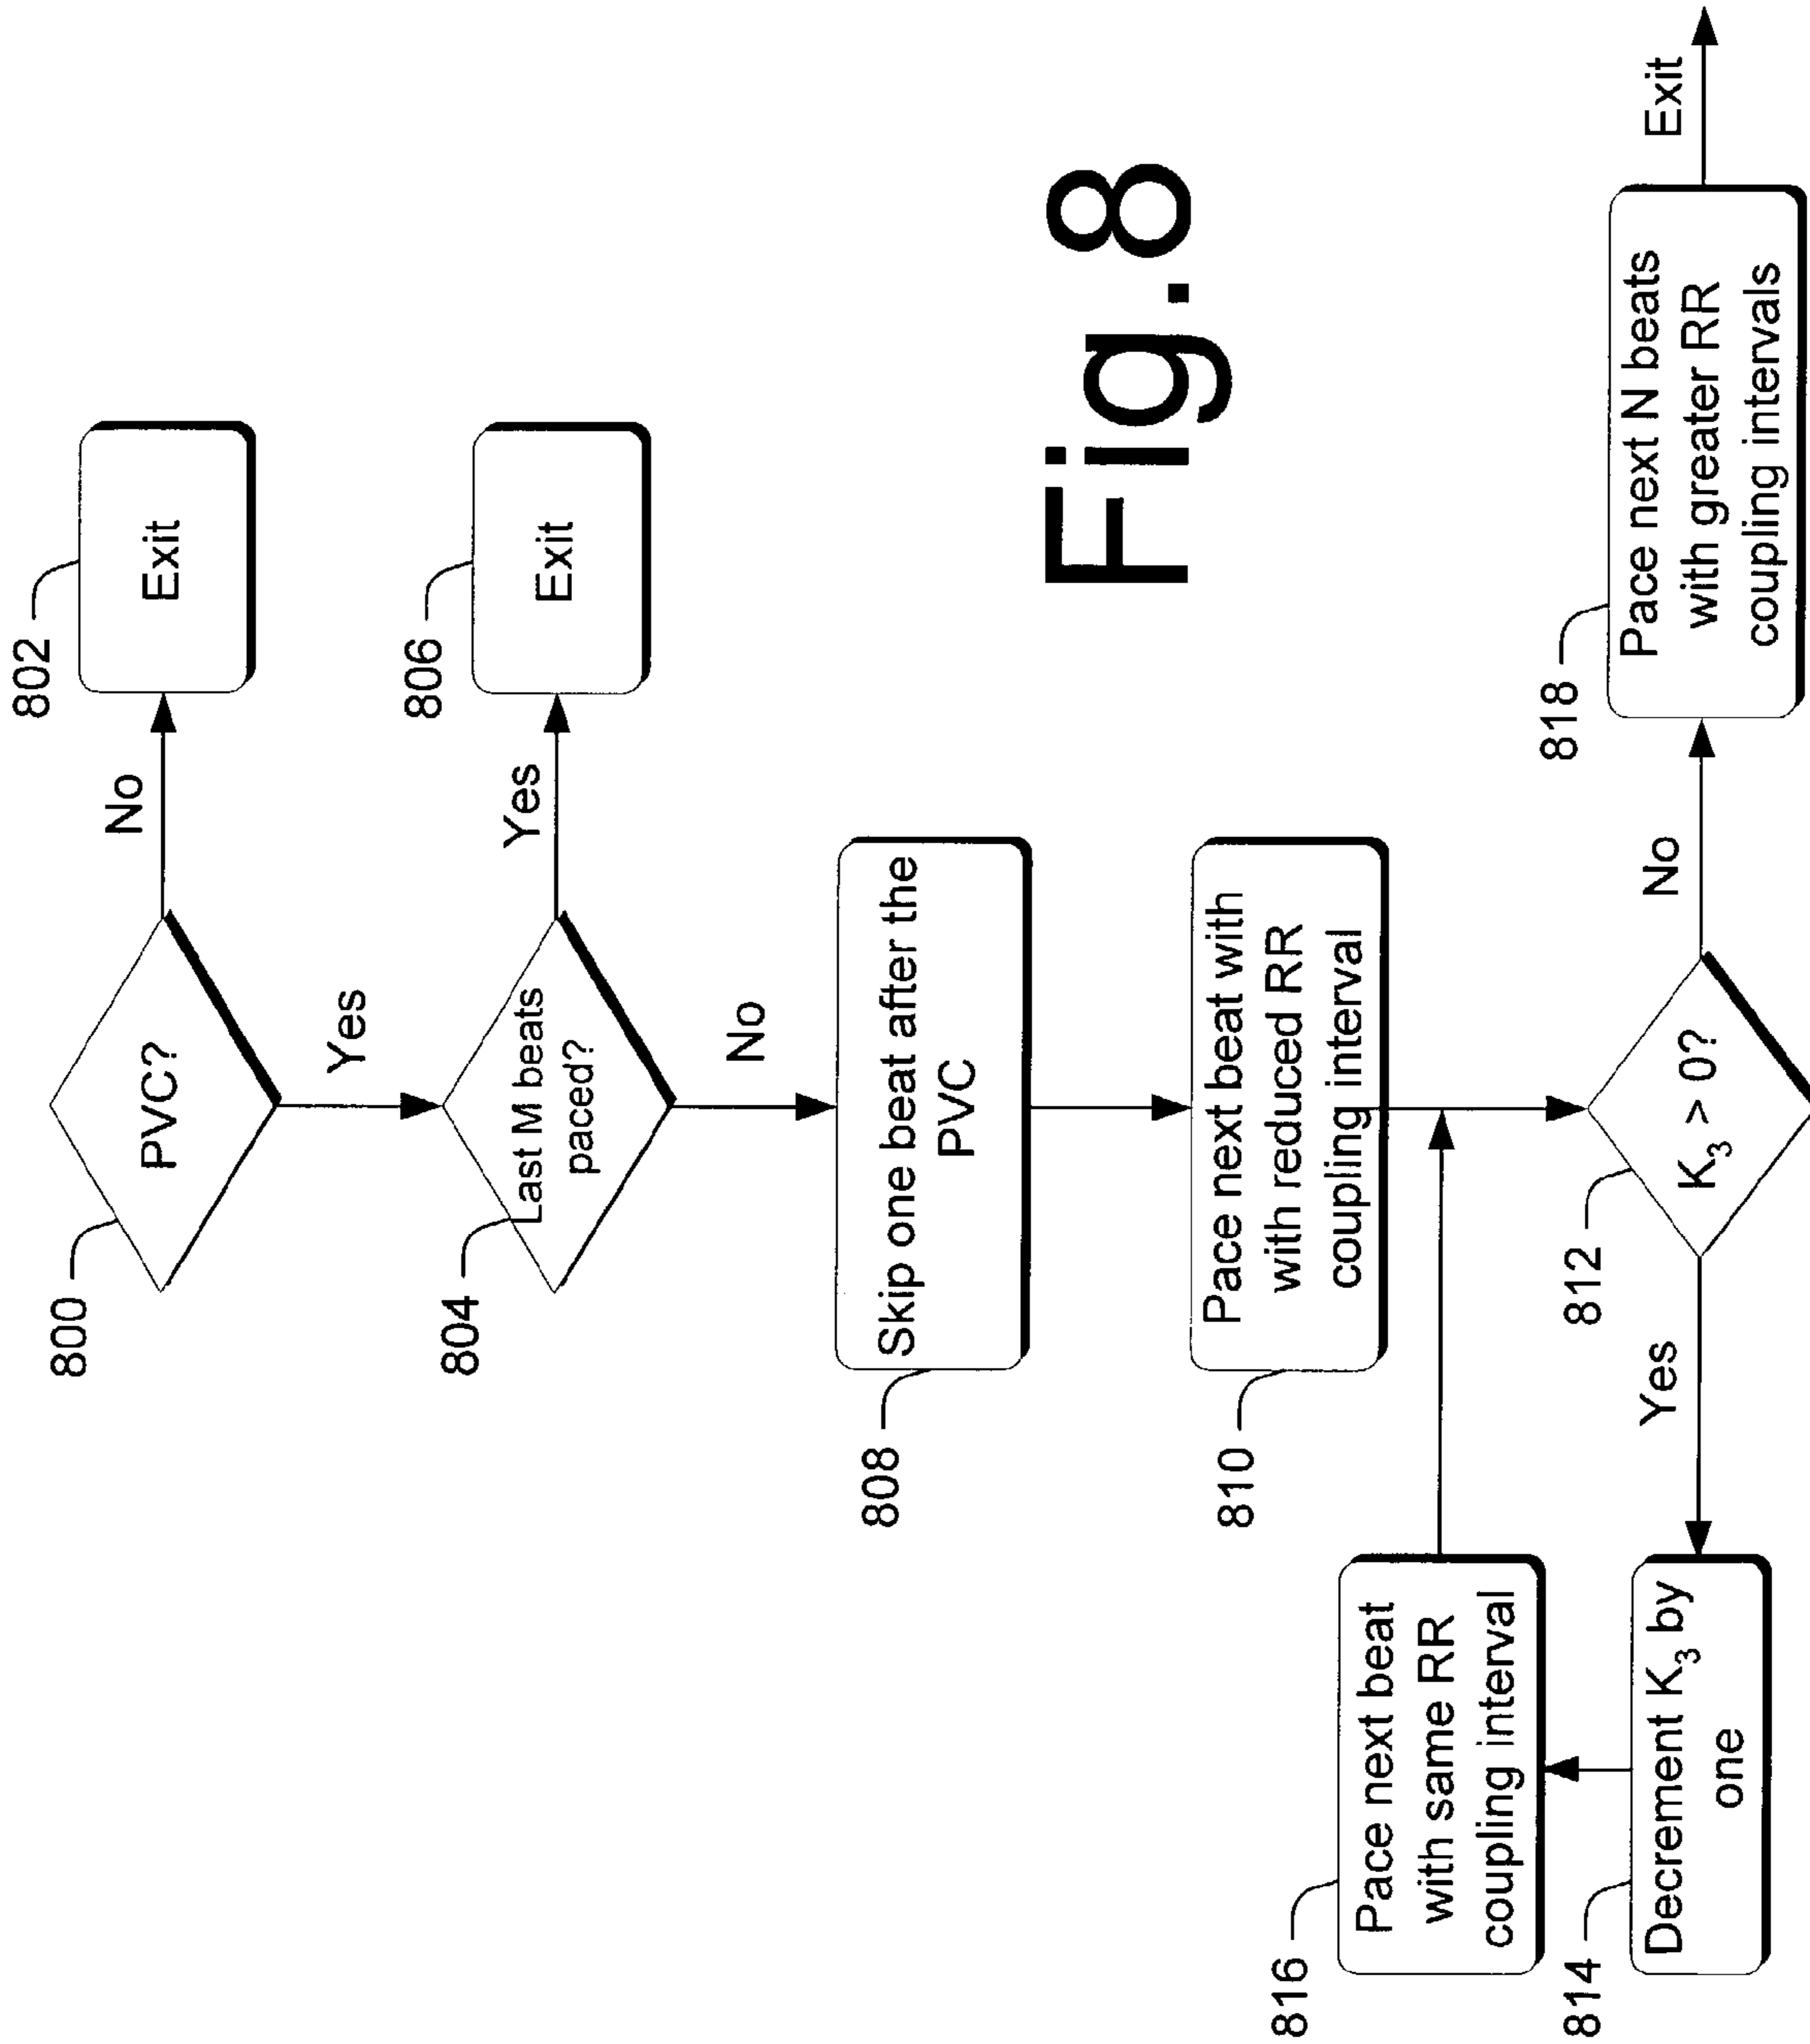 800
PVC?
No
802
Exit
Yes
804
Last M beats
paced?
Yes
806
Exit
No
808
Skip one beat after the
PVC
810
Pace next beat with
with reduced RR
coupling interval
812
K₃ > 0?
Yes
814
Decrement K₃ by
one
816
Pace next beat
with same RR
coupling interval
No
818
Pace next N beats
with greater RR
coupling intervals
Exit
Fig.8